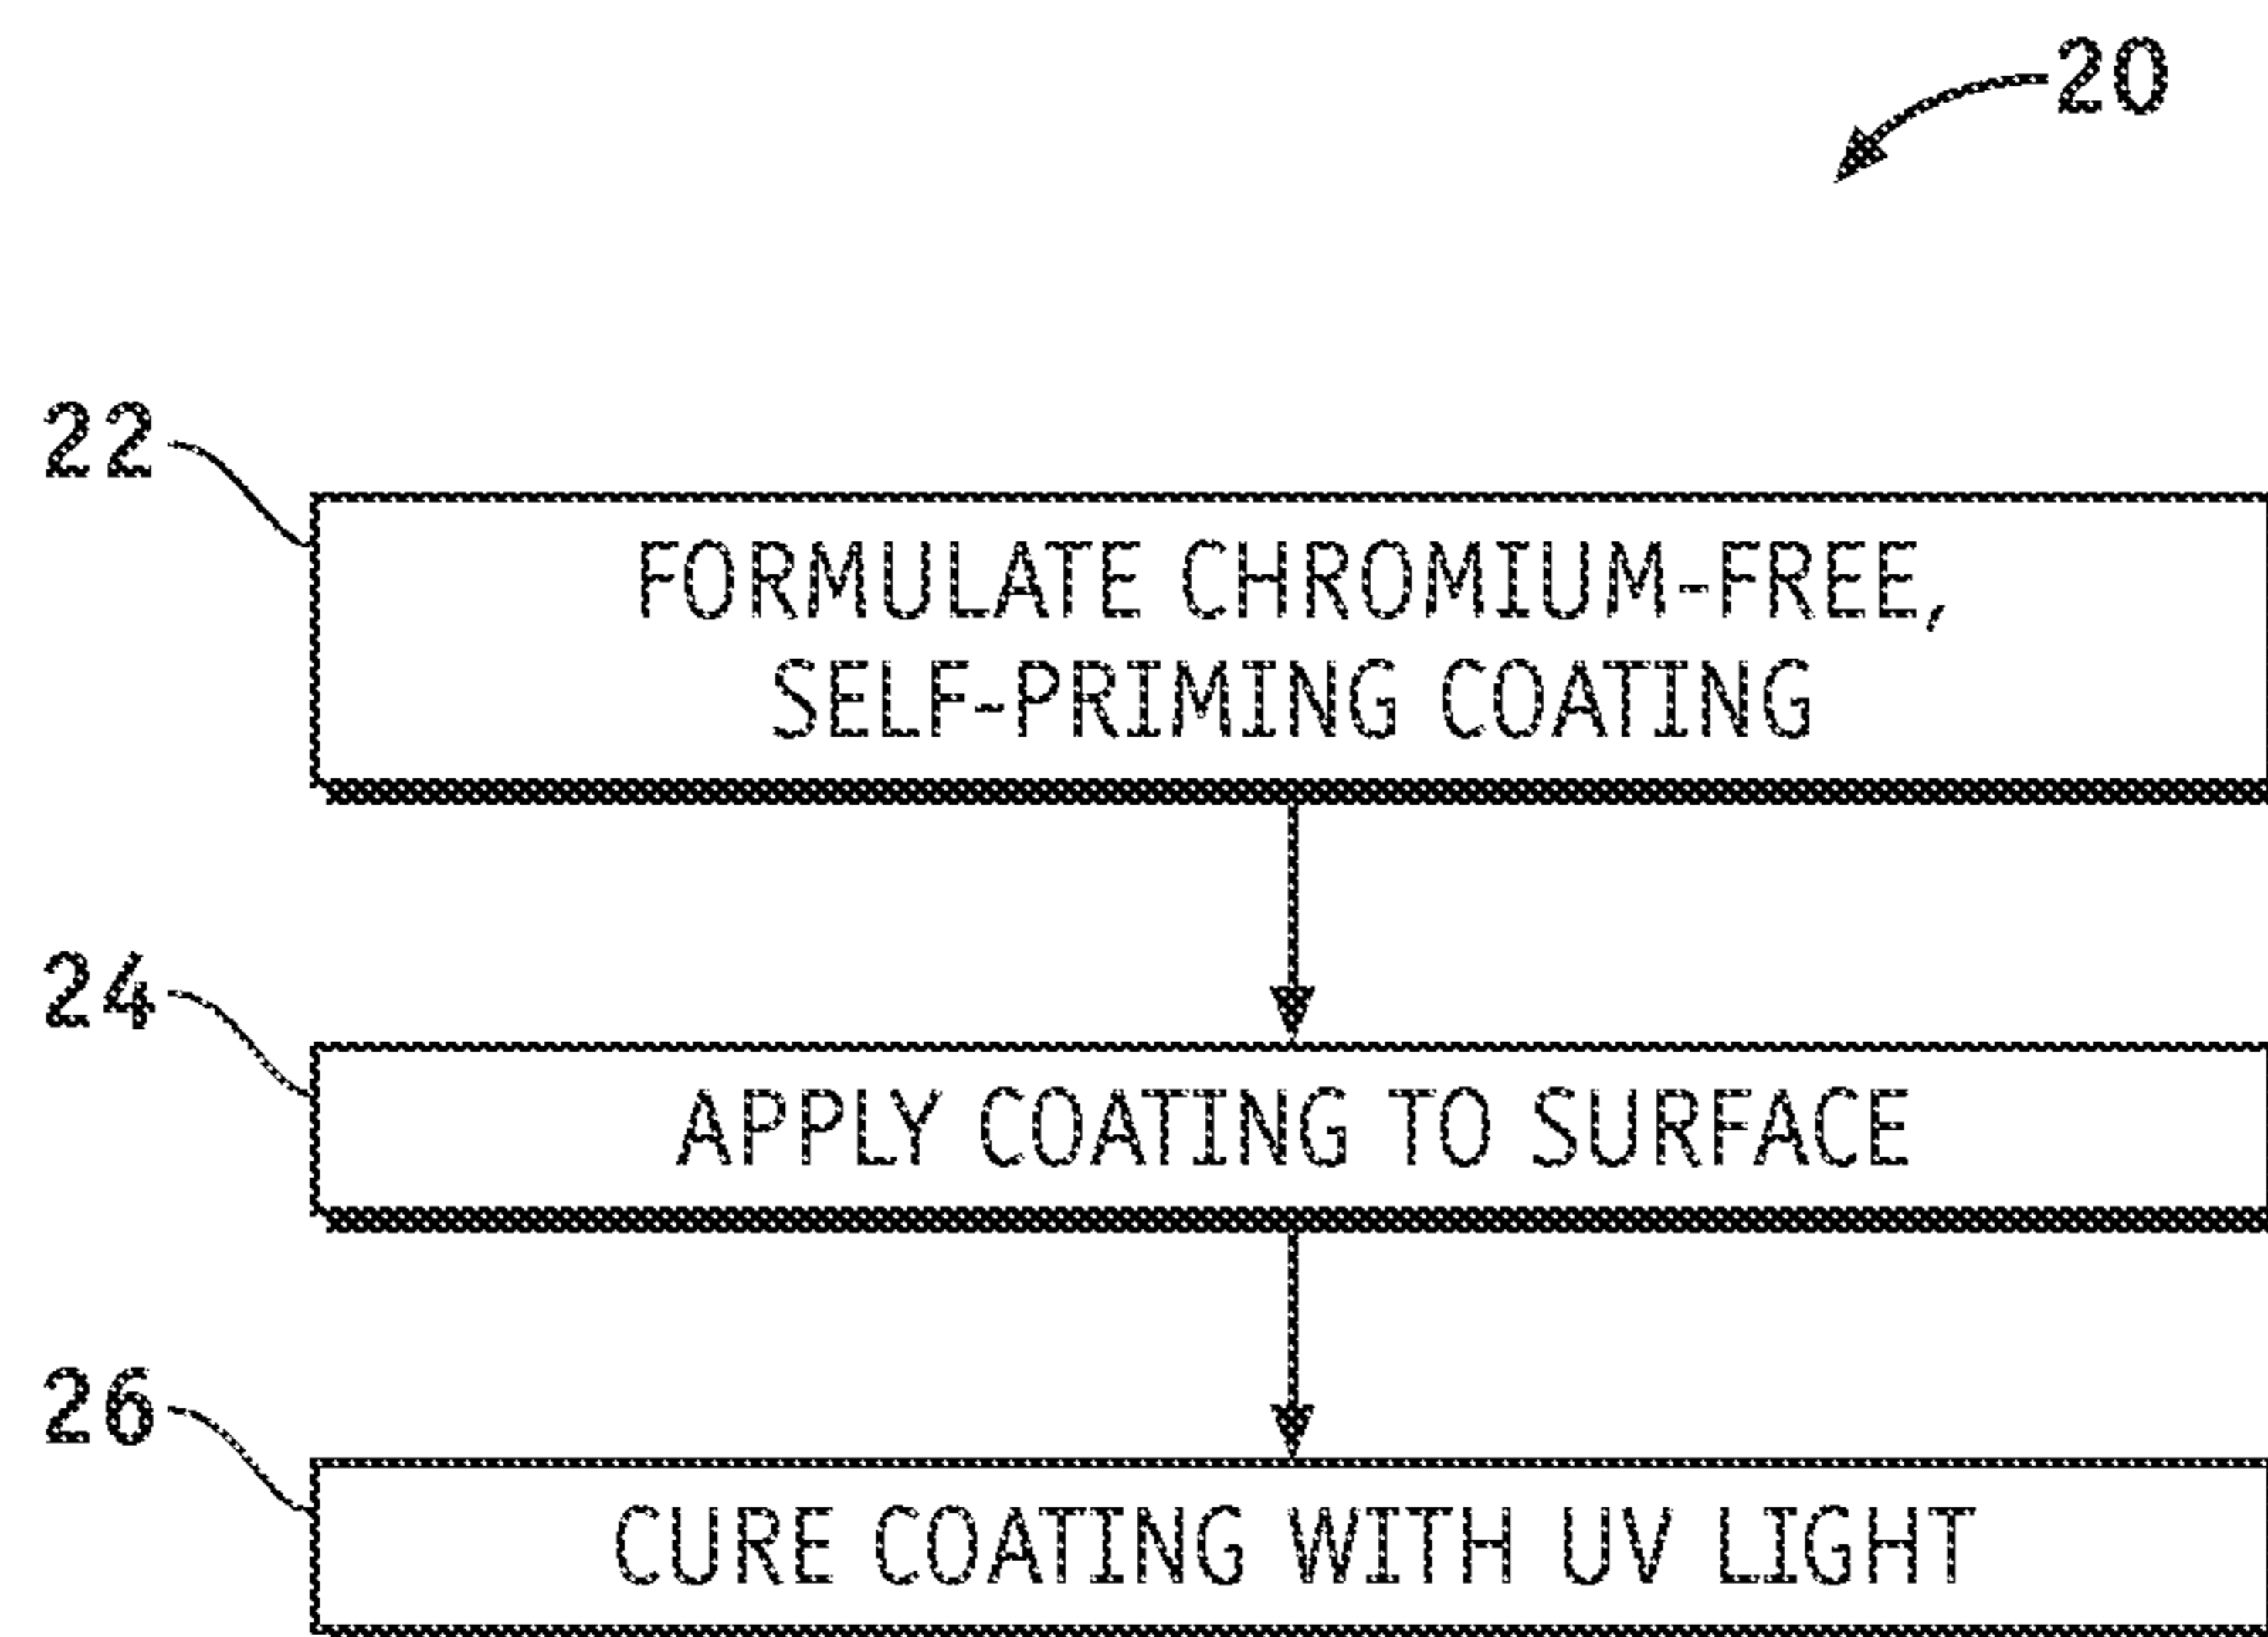 20
22
FORMULATE CHROMIUM-FREE,
SELF-PRIMING COATING
24
APPLY COATING TO SURFACE
26
CURE COATING WITH UV LIGHT